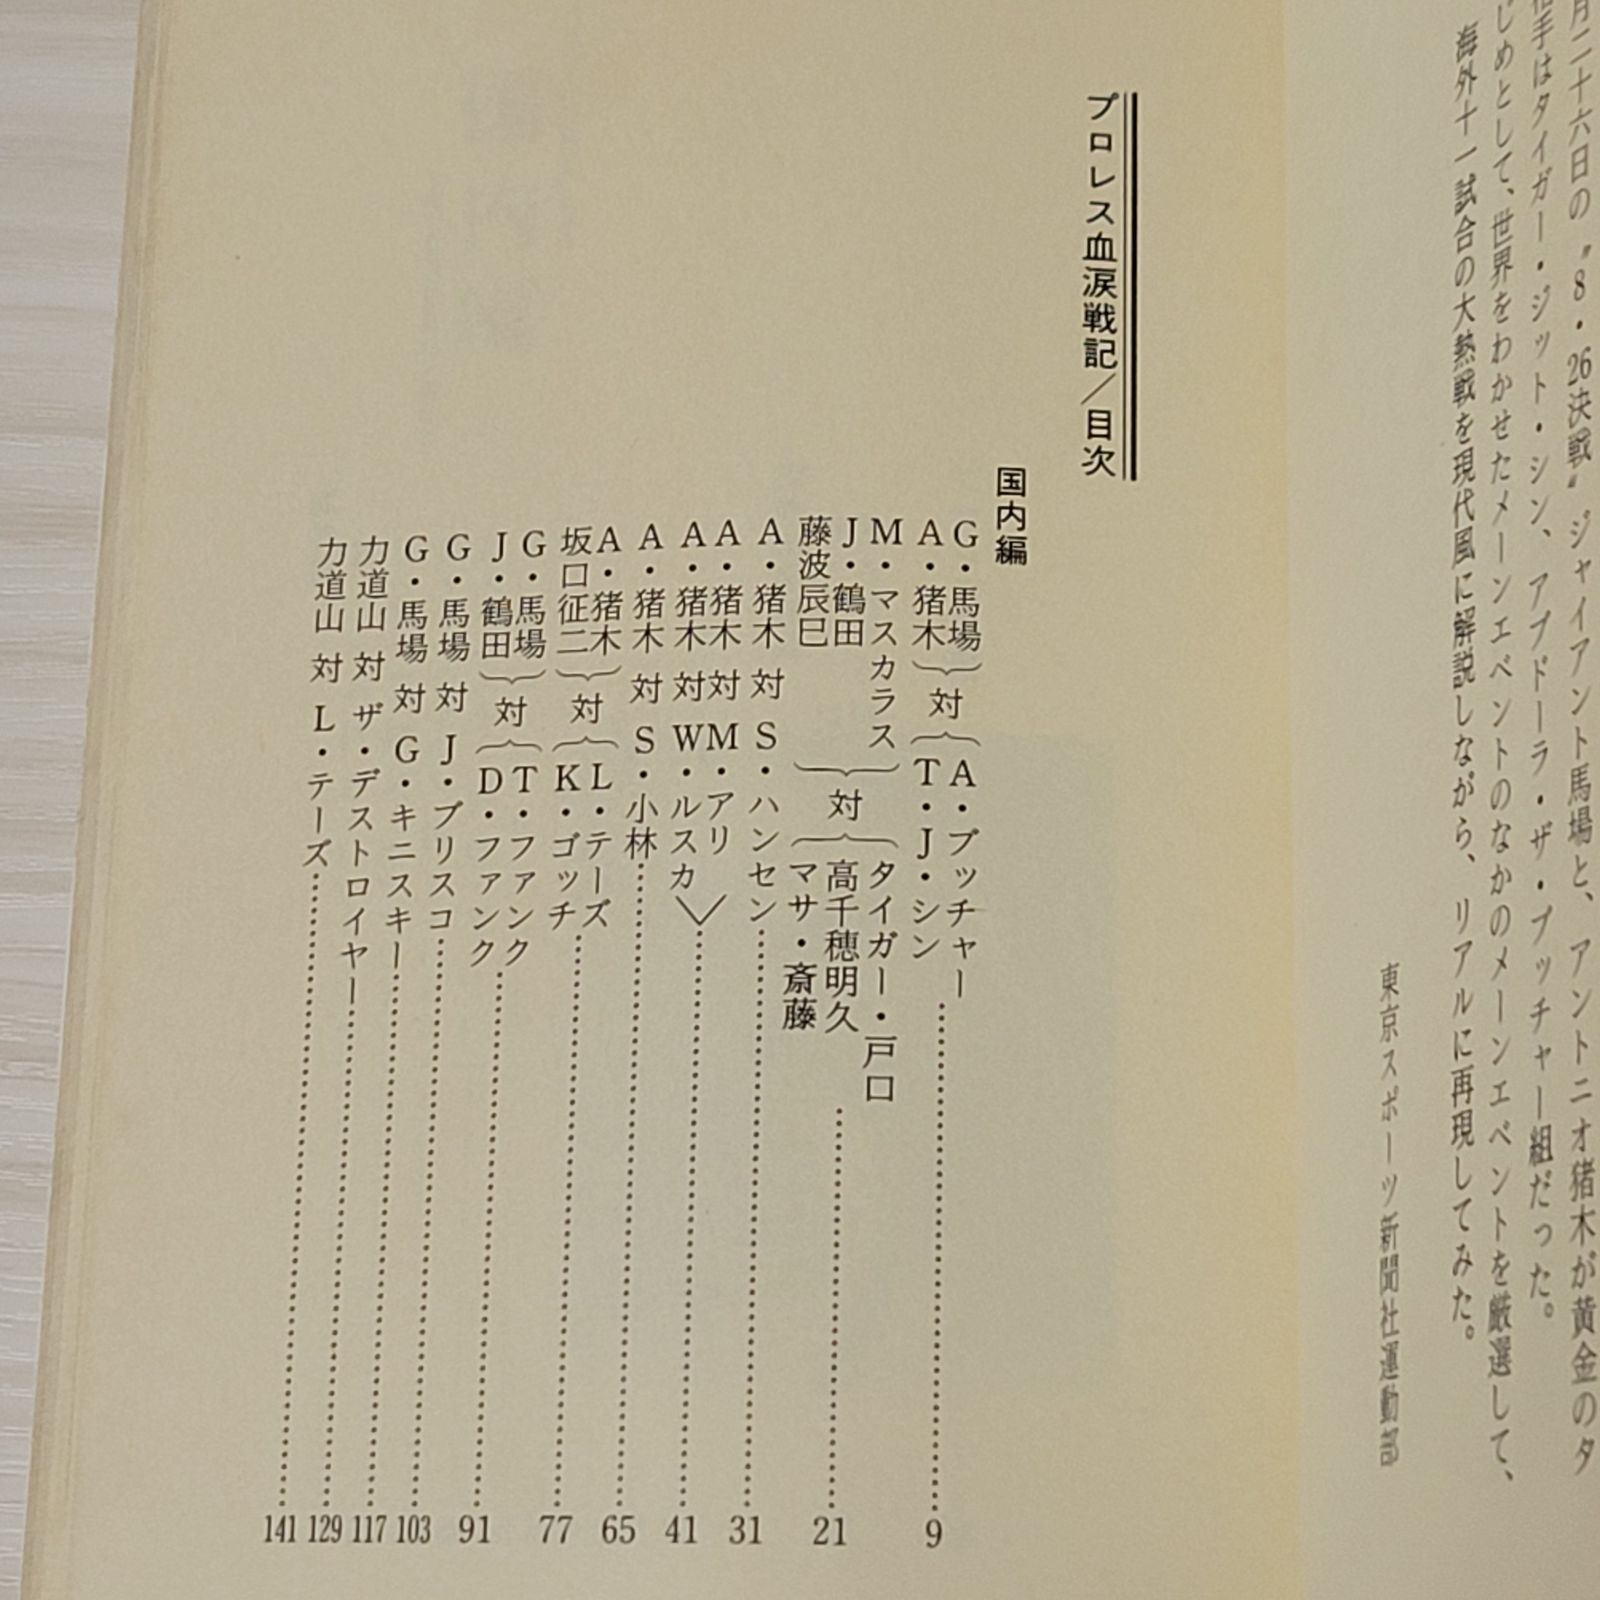 月二十六日の〝8・26決戦〟ジャイアント馬場と、アントニオ猪木が黄金のタ
相手はタイガー・ジット・シン、アブドーラ・ザ・ブッチャー組だった。
じめとして、世界をわかせたメーンエベントのなかのメーンエベントを厳選して、
海外十一試合の大熱戦を現代風に解説しながら、リアルに再現してみた。
東京スポーツ新聞社運動部
プロレス血涙戦記／目次
国内編
G・馬場
A・猪木
対
A・ブッチャー
T・J・シン
9
M・マスカラス
J・鶴田
藤波辰巳
対
タイガー・戸口
高千穂明久
マサ・斎藤
21
A・猪木 対 S・ハンセン
31
A・猪木 対 M・アリ
A・猪木 対 W・ルスカ
41
A・猪木 対 S・小林
65
A・猪木
坂口征二
対
L・テーズ
K・ゴッチ
77
G・馬場
J・鶴田
対
T・ファンク
D・ファンク
91
G・馬場 対 J・ブリスコ
103
G・馬場 対 G・キニスキー
117
力道山 対 ザ・デストロイヤー
129
力道山 対 L・テーズ
141